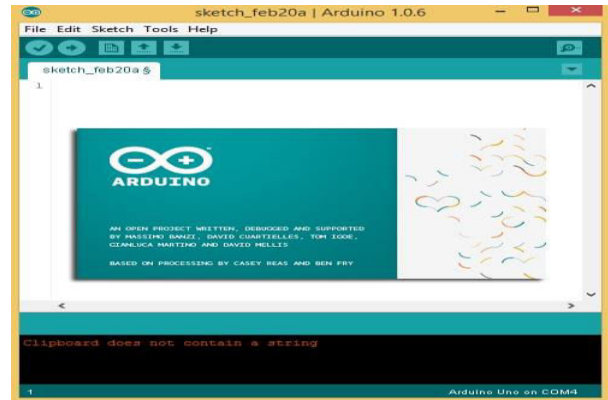 sketch_feb20a | Arduino 1.0.6
File Edit Sketch Tools Help
sketch_feb20a §
1
ARDUINO
AN OPEN PROJECT WRITTEN, DEBUGGED AND SUPPORTED
BY MASSIMO BANZI, DAVID CUARTIELLES, TOM IGOE,
GIANLUCA MARTINO AND DAVID MELLIS
BASED ON PROCESSING BY CASEY REAS AND BEN FRY
Clipboard does not contain a string
1 Arduino Uno on COM4